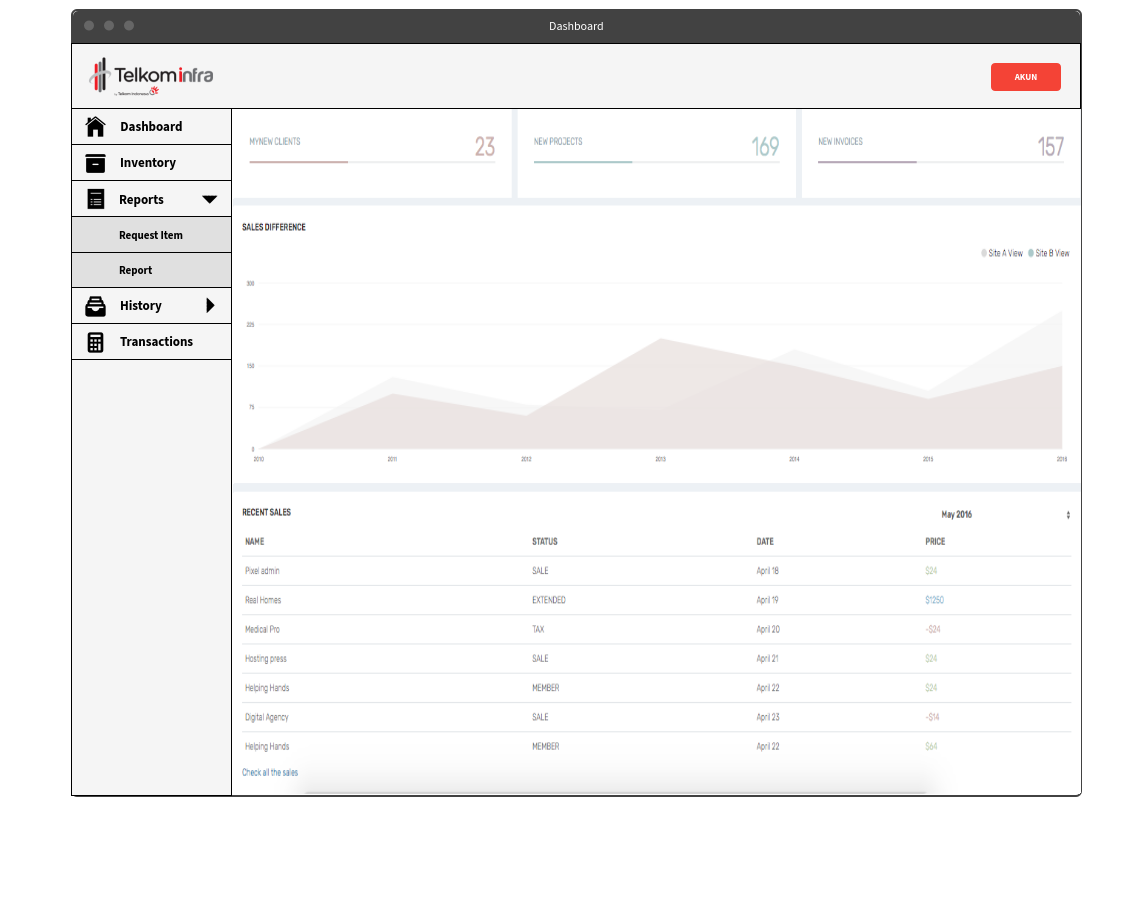 Dashboard
Telkominfra
by Telkom Indonesia
AKUN
Dashboard
Inventory
Reports
Request Item
Report
History
Transactions
MYNEW CLIENTS 23
NEW PROJECTS 169
NEW INVOICES 157
SALES DIFFERENCE
Site A View Site B View
300
225
150
75
0
2010 2011 2012 2013 2014 2015 2016
RECENT SALES
May 2016
NAME STATUS DATE PRICE
Pixel admin SALE April 18 $24
Real Homes EXTENDED April 19 $1250
Medical Pro TAX April 20 -$24
Hosting press SALE April 21 $24
Helping Hands MEMBER April 22 $24
Digital Agency SALE April 23 -$14
Helping Hands MEMBER April 22 $64
Check all the sales